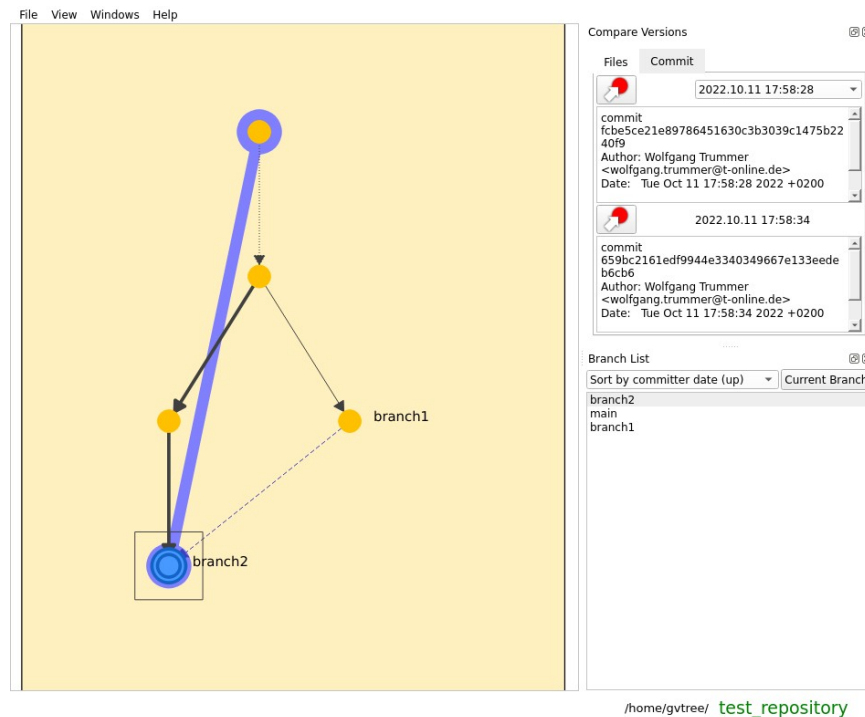 File View Windows Help
Compare Versions
Files Commit
2022.10.11 17:58:28
commit
fcbe5ce21e89786451630c3b3039c1475b22
40f9
Author: Wolfgang Trummer
<wolfgang.trummer@t-online.de>
Date: Tue Oct 11 17:58:28 2022 +0200
2022.10.11 17:58:34
commit
659bc2161edf9944e3340349667e133eede
b6cb6
Author: Wolfgang Trummer
<wolfgang.trummer@t-online.de>
Date: Tue Oct 11 17:58:34 2022 +0200
Branch List
Sort by committer date (up) Current Branch
branch2
main
branch1
branch1
branch2
/home/gvtree/ test_repository